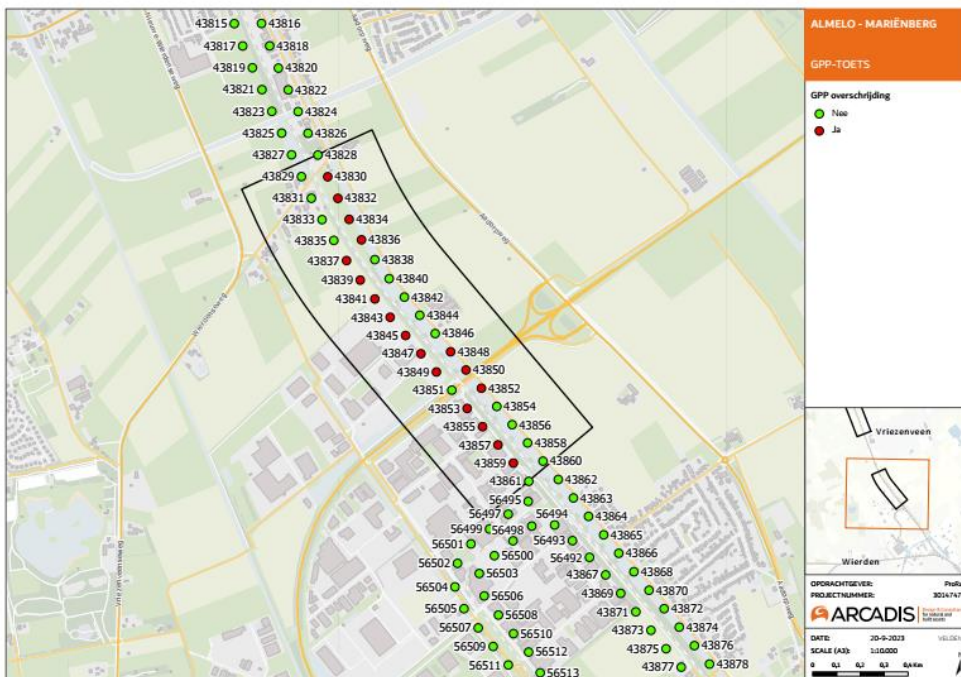 43815 43816
43817 43818
43819 43820
43821 43822
43823 43824
43825 43826
43827 43828
43829 43830
43831 43832
43833 43834
43835 43836
43837 43838
43839 43840
43841 43842
43843 43844
43845 43846
43847 43848
43849 43850
43851 43852
43853 43854
43855 43856
43857 43858
43859 43860
43861 43862
56495 43863
56497 56494 43864
56499 56498 43865
56501 56493 43866
56502 56500 56492
56503 43867 43868
56504 56506 43869 43870
56505 56508 43871 43872
56507 56510 43873 43874
56509 56512 43875 43876
56511 56513 43877 43878
Aadorpweg
Vriezenveenseweg
ALMELO - MARIËNBERG
GPP-TOETS
GPP overschrijding
Nee
Ja
Vriezenveen
Wierden
OPDRACHTGEVER: ProRa
PROJECTNUMMER: 3014747
ARCADIS
DATE: 20-9-2023 VELDEN
SCALE (A3): 1:10.000
0 0,1 0,2 0,3 0,4 Km